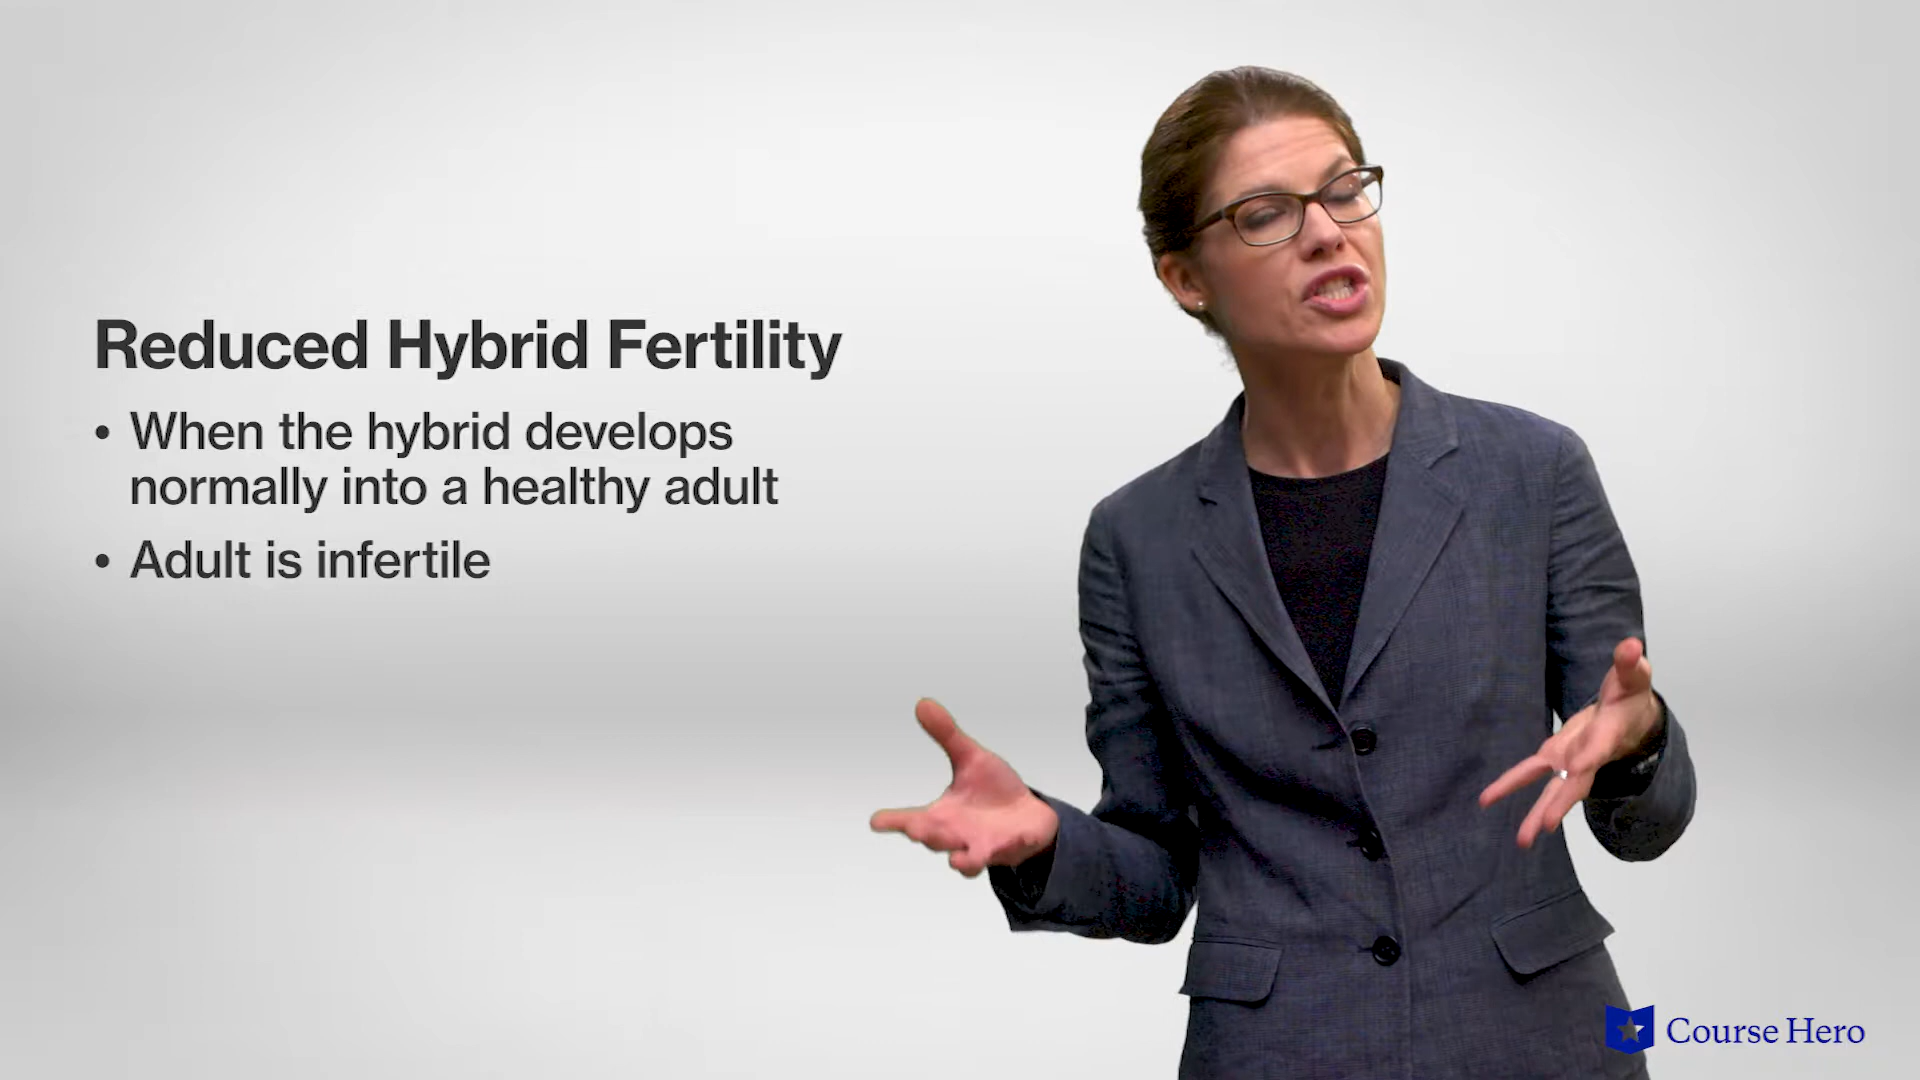 Reduced Hybrid Fertility
• When the hybrid develops
normally into a healthy adult
• Adult is infertile
Course Hero